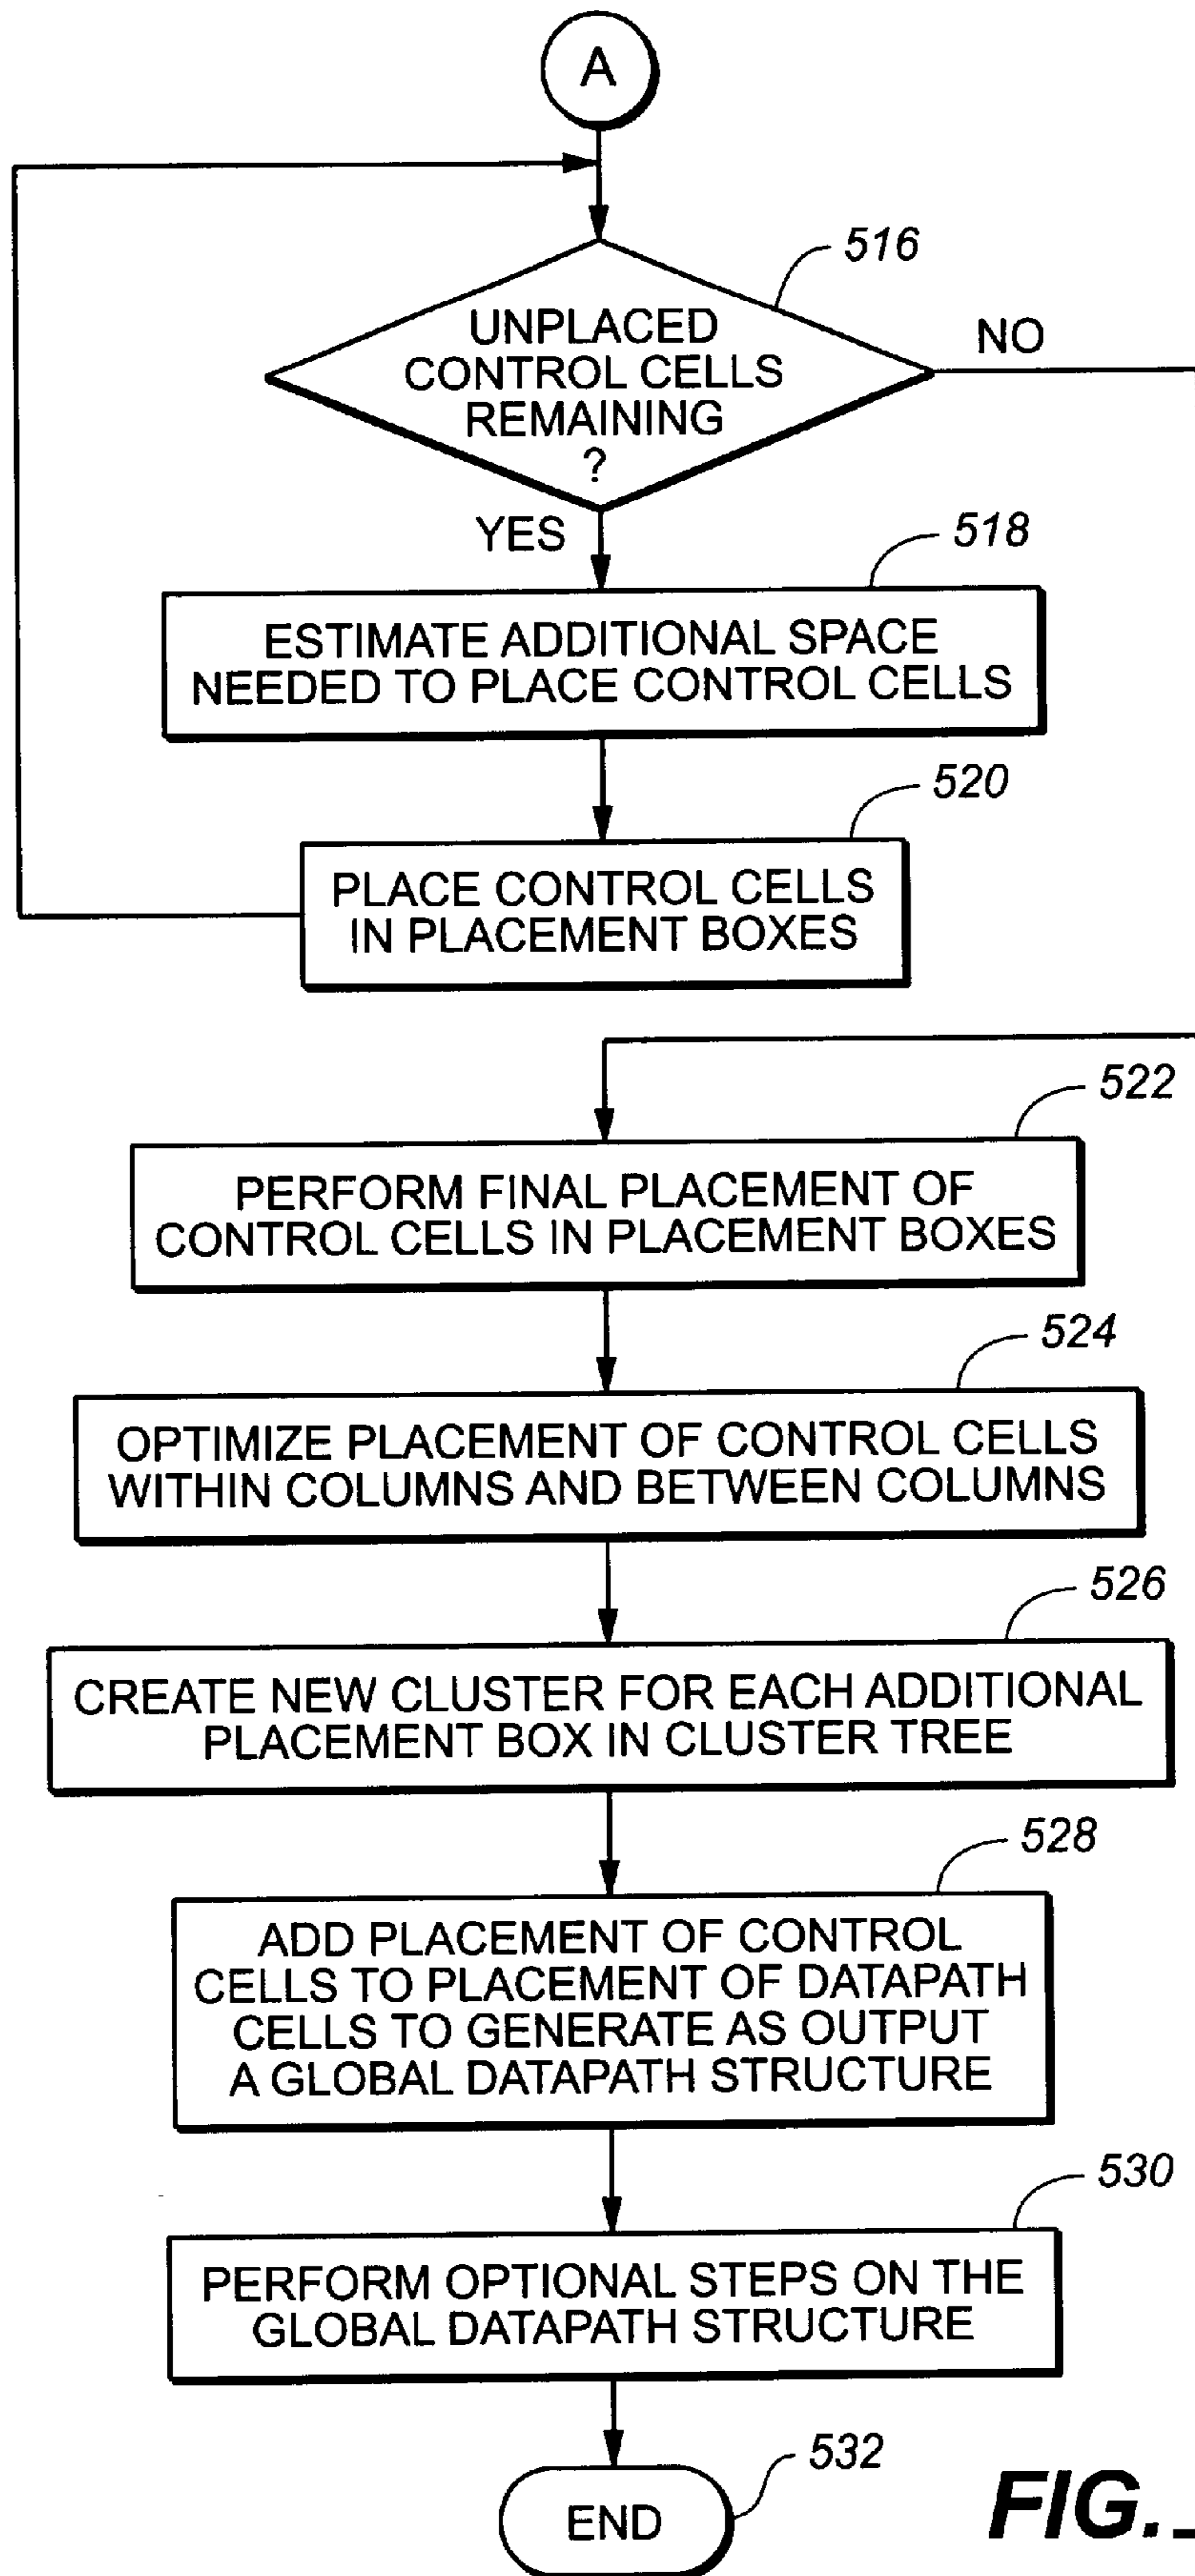 A
516
UNPLACED
CONTROL CELLS
REMAINING
?
NO
YES
518
ESTIMATE ADDITIONAL SPACE
NEEDED TO PLACE CONTROL CELLS
520
PLACE CONTROL CELLS
IN PLACEMENT BOXES
522
PERFORM FINAL PLACEMENT OF
CONTROL CELLS IN PLACEMENT BOXES
524
OPTIMIZE PLACEMENT OF CONTROL CELLS
WITHIN COLUMNS AND BETWEEN COLUMNS
526
CREATE NEW CLUSTER FOR EACH ADDITIONAL
PLACEMENT BOX IN CLUSTER TREE
528
ADD PLACEMENT OF CONTROL
CELLS TO PLACEMENT OF DATAPATH
CELLS TO GENERATE AS OUTPUT
A GLOBAL DATAPATH STRUCTURE
530
PERFORM OPTIONAL STEPS ON THE
GLOBAL DATAPATH STRUCTURE
532
END
FIG._